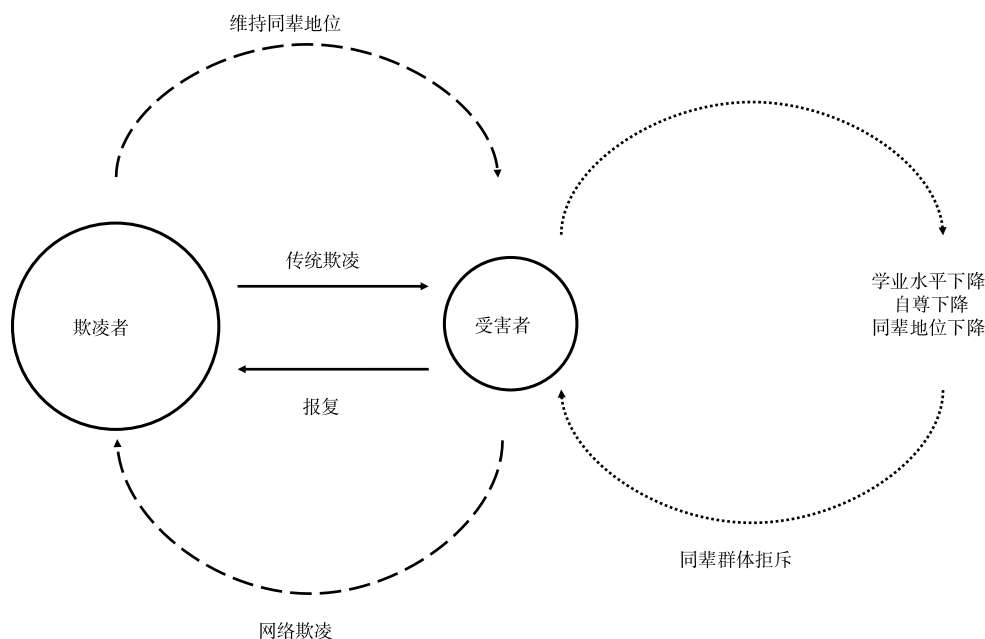 维持同辈地位
传统欺凌
欺凌者
受害者
报复
网络欺凌
学业水平下降
自尊下降
同辈地位下降
同辈群体拒斥